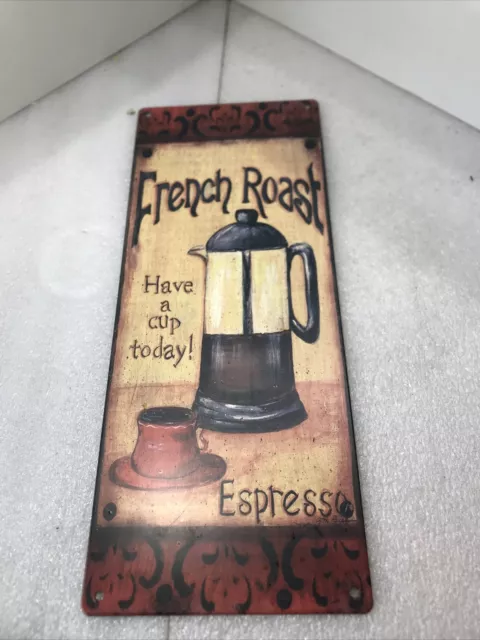 French Roast
Have
a
cup
today!
Espresso